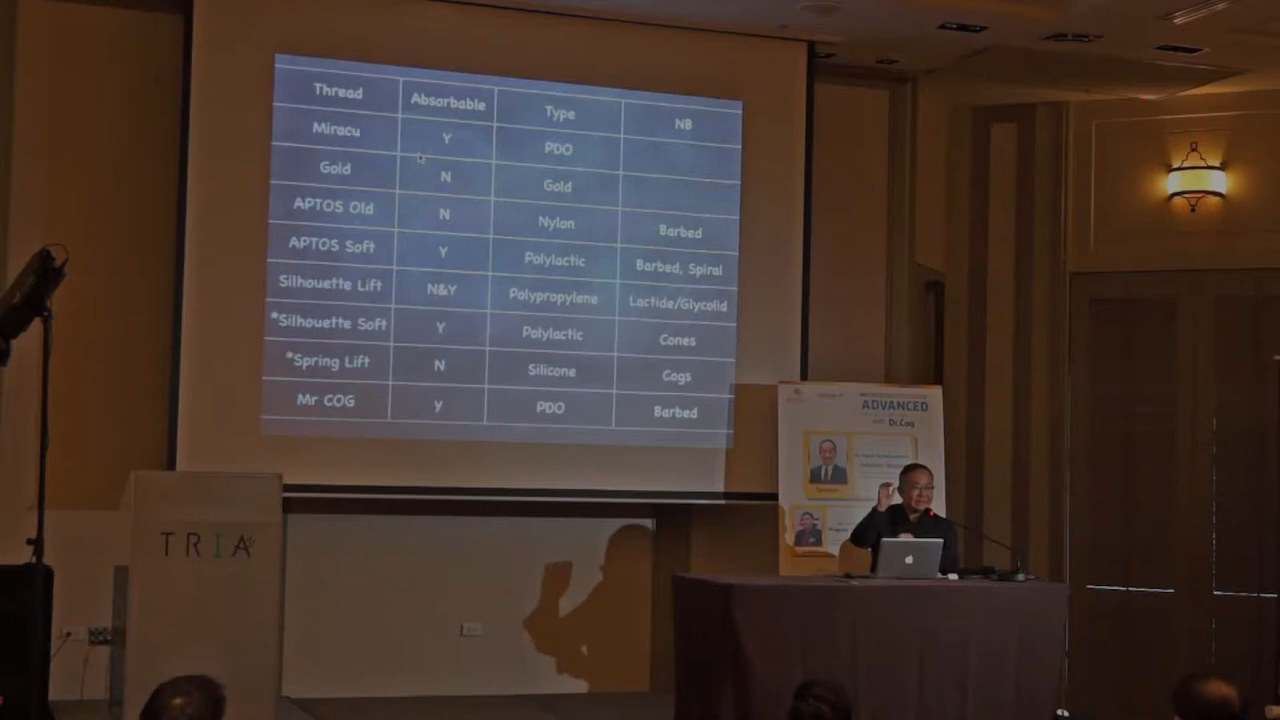 Thread Absorbable Type NB
Miracu Y PDO
Gold N Gold
APTOS Old N Nylon Barbed
APTOS Soft Y Polylactic Barbed, Spiral
Silhouette Lift N&Y Polypropylene Lactide/Glycolid
*Silhouette Soft Y Polylactic Cones
*Spring Lift N Silicone Cogs
Mr COG y PDO Barbed
ADVANCED
with Dr.Cog
TRIA